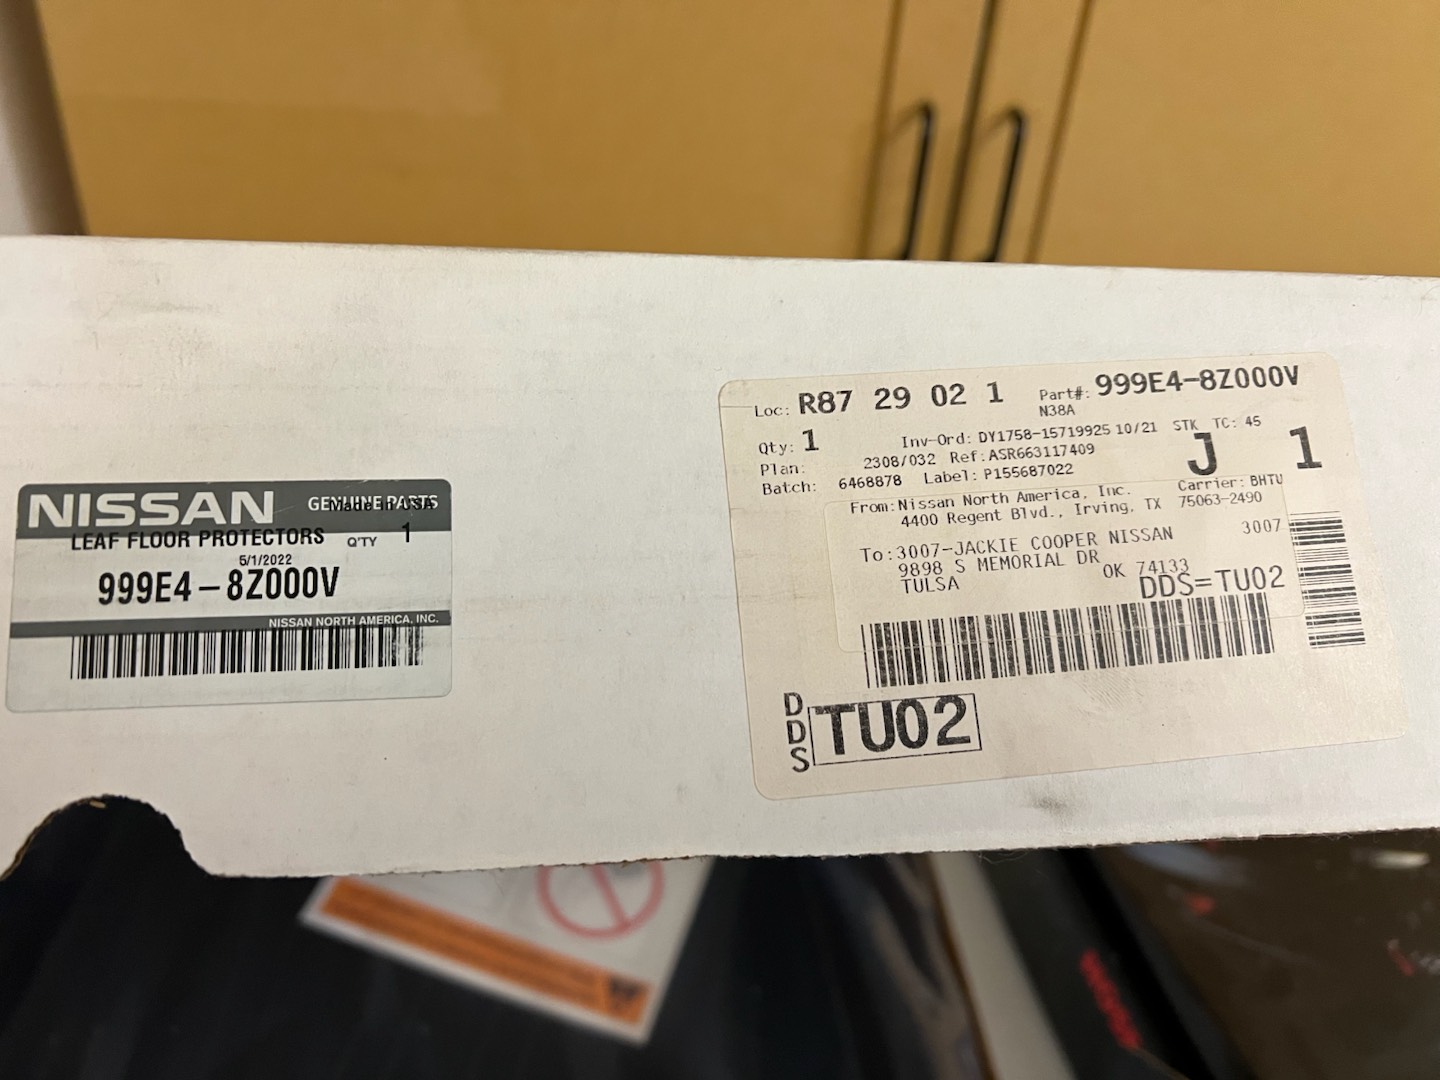 NISSAN GENUINE PARTS
Made in USA
LEAF FLOOR PROTECTORS Q'TY 1
5/1/2022
999E4-8Z000V
NISSAN NORTH AMERICA, INC.
Loc: R87 29 02 1 Part#: 999E4-8Z000V
N38A
Qty: 1 Inv-Ord: DY1758-15719925 10/21 STK TC: 45
Plan: 2308/032 Ref: ASR663117409 J 1
Batch: 6468878 Label: P155687022
From: Nissan North America, Inc. Carrier: BHTU
4400 Regent Blvd., Irving, TX 75063-2490
To: 3007-JACKIE COOPER NISSAN 3007
9898 S MEMORIAL DR
TULSA OK 74133
DDS=TU02
DDS TU02